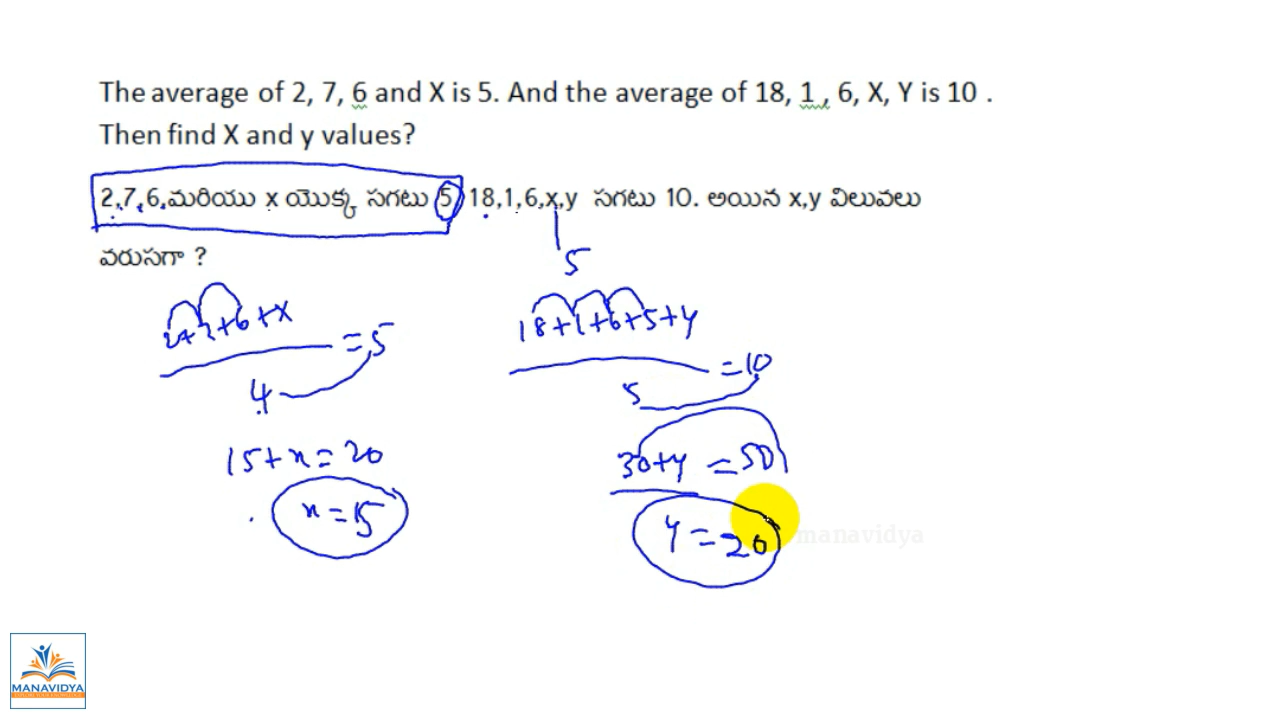 The average of 2, 7, 6 and X is 5. And the average of 18, 1 , 6, X, Y is 10 .
Then find X and y values?
2,7,6,మరియు x యొక్క సగటు 5, 18,1,6,x,y సగటు 10. అయిన x,y విలువలు
వరుసగా ?
5
2+7+6+x
= 5
4
15+x=20
x=15
18+1+6+5+y
=10
5
30+y =50
y=20
manavidya
MANAVIDYA